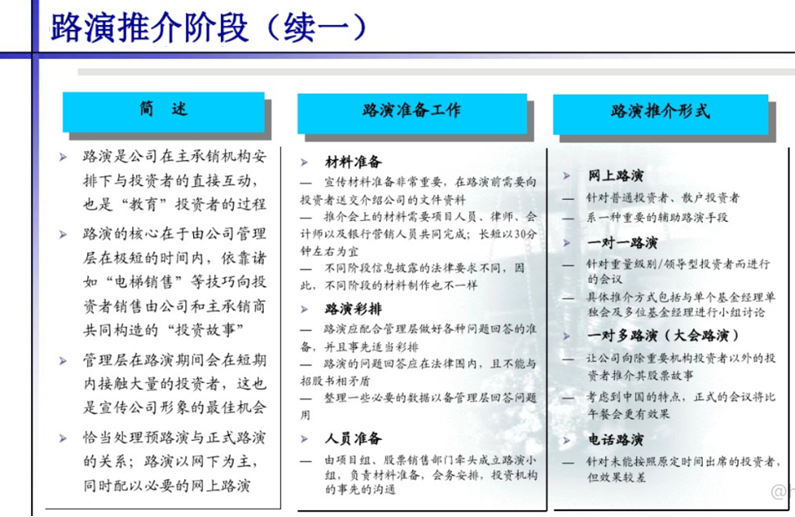 路演推介阶段（续一）
简 述
路演是公司在主承销机构安
排下与投资者的直接互动，
也是“教育”投资者的过程
路演的核心在于由公司管理
层在极短的时间内，依靠诸
如“电梯销售”等技巧向投
资者销售由公司和主承销商
共同构造的“投资故事”
管理层在路演期间会在短期
内接触大量的投资者，这也
是宣传公司形象的最佳机会
恰当处理预路演与正式路演
的关系；路演以网下为主，
同时配以必要的网上路演
路演准备工作
材料准备
— 宣传材料准备非常重要，在路演前需要向
投资者送交介绍公司的文件资料
— 推介会上的材料需要项目人员、律师、会
计师以及银行营销人员共同完成；长短以30分
钟左右为宜
— 不同阶段信息披露的法律要求不同，因
此，不同阶段的材料制作也不一样
路演彩排
— 路演应配合管理层做好各种问题回答的准
备，并且事先适当彩排
— 路演的问题回答应在法律围内，且不能与
招股书相矛盾
— 整理一些必要的数据以备管理层回答问题
用
人员准备
— 由项目组、股票销售部门牵头成立路演小
组，负责材料准备，会务安排，投资机构
的事先的沟通
路演推介形式
网上路演
— 针对普通投资者、散户投资者
— 系一种重要的辅助路演手段
一对一路演
— 针对重量级别/领导型投资者而进行
的会议
— 具体推介方式包括与单个基金经理单
独会及多位基金经理进行小组讨论
一对多路演（大会路演）
— 让公司向除重要机构投资者以外的投
资者推介其股票故事
— 考虑到中国的特点，正式的会议将比
午餐会更有效果
电话路演
— 针对未能按照原定时间出席的投资者，
但效果较差